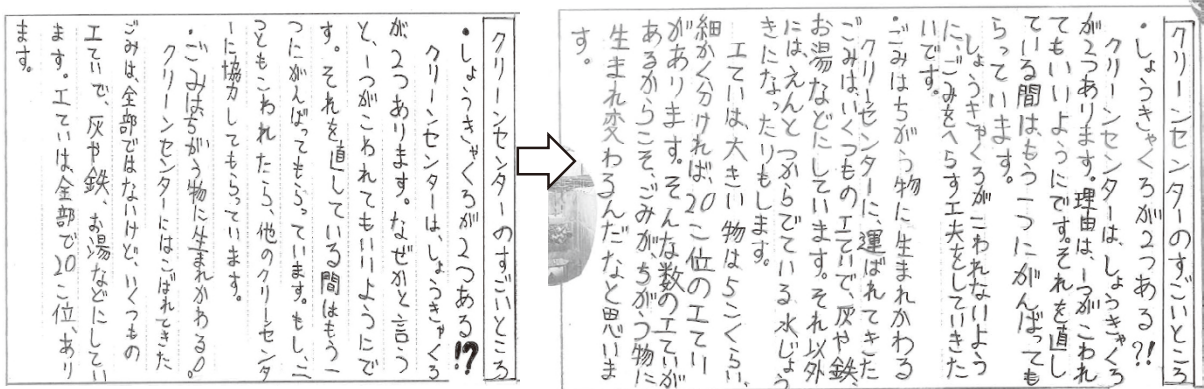 クリーンセンターのすごいところ
・しょうきゃくろが2つある!?
クリーンセンターは、しょうきゃくろ
が、2つあります。なぜかと言う
と、1つがこわれてもいいようにで
す。それを直している間はもう一
つにがんばってもらっています。もし、二
つともこわれたら、他のクリーンセンタ
ーに協力してもらっています。
・ごみはちがう物に生まれかわる。
クリーンセンターにはごばれてきた
ごみは、全部ではないけど、いくつもの
工ていで、灰や鉄、お湯などにしてい
ます。工ていは、全部で20こ位、あり
ます。
クリーンセンターのすごいところ
・しょうきゃくろが2つある?!
クリーンセンターは、しょうきゃくろ
が2つあります。理由は、一つがこわれ
てもいいようにです。それを直し
ている間はもう一つにがんばっても
らっています。
しょうきゃくろがこわれないよう
に、ごみをへらす工夫をしていきた
いです。
・ごみはちがう物に生まれかわる
クリーンセンターに、運ばれてきた
ごみは、いくつもの工ていで、灰や鉄、
お湯などにしています。それ以外
には、えんとつからでている水じょう
きになったりもします。
工ていは、大きい物は5こくらい、
細かく分ければ、20こ位の工てい
があります。そんな数の工ていが
あるからこそ、ごみが、ちがう物に
生まれ変わるんだなと思いま
す。